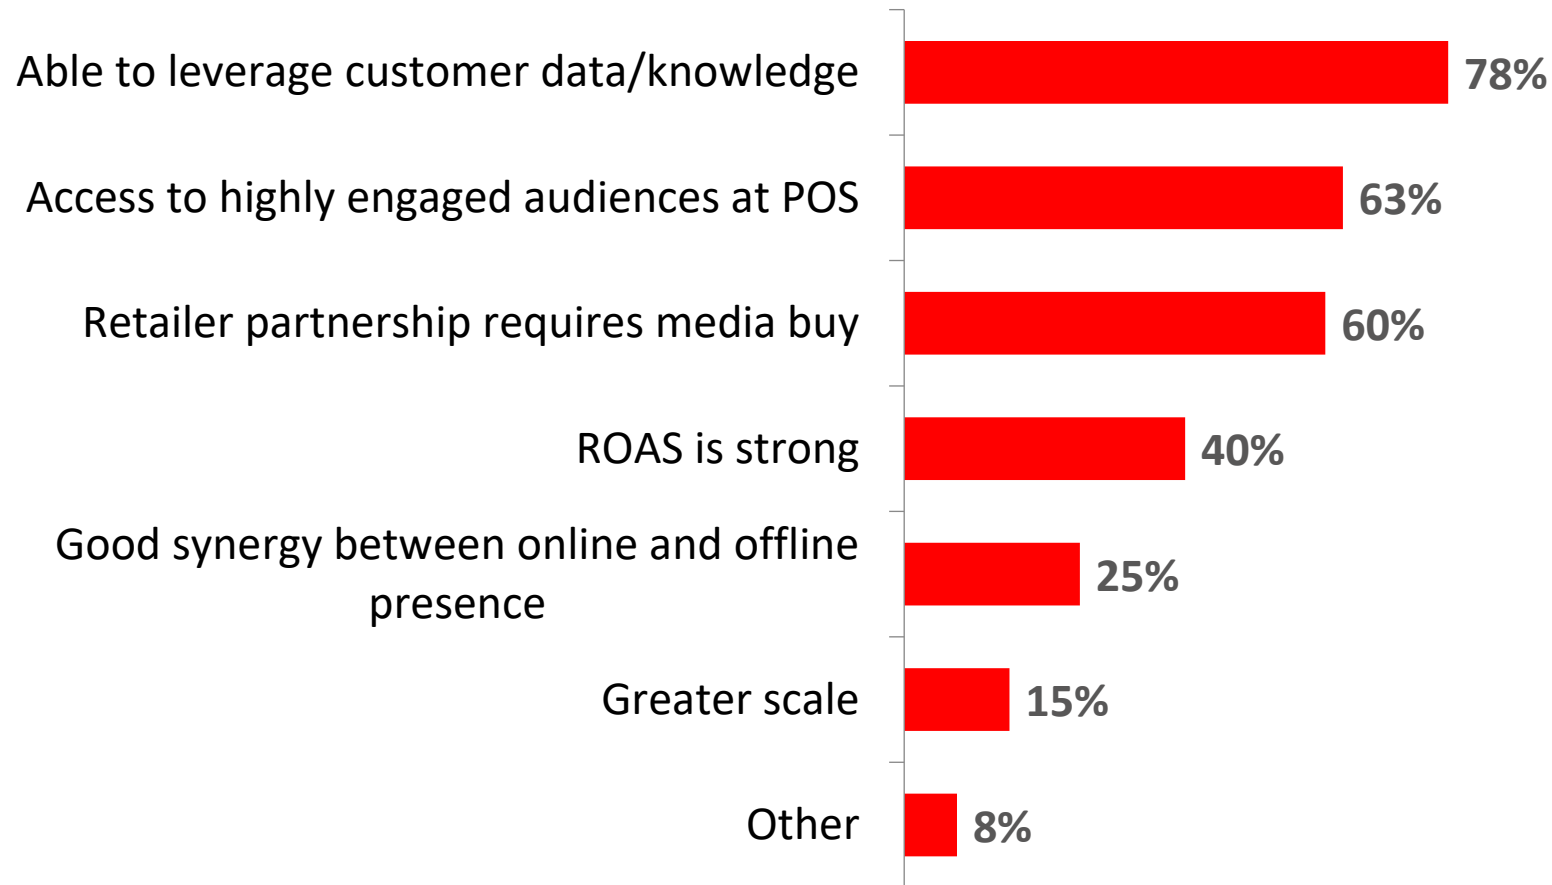 Able to leverage customer data/knowledge 78%
Access to highly engaged audiences at POS 63%
Retailer partnership requires media buy 60%
ROAS is strong 40%
Good synergy between online and offline
presence 25%
Greater scale 15%
Other 8%